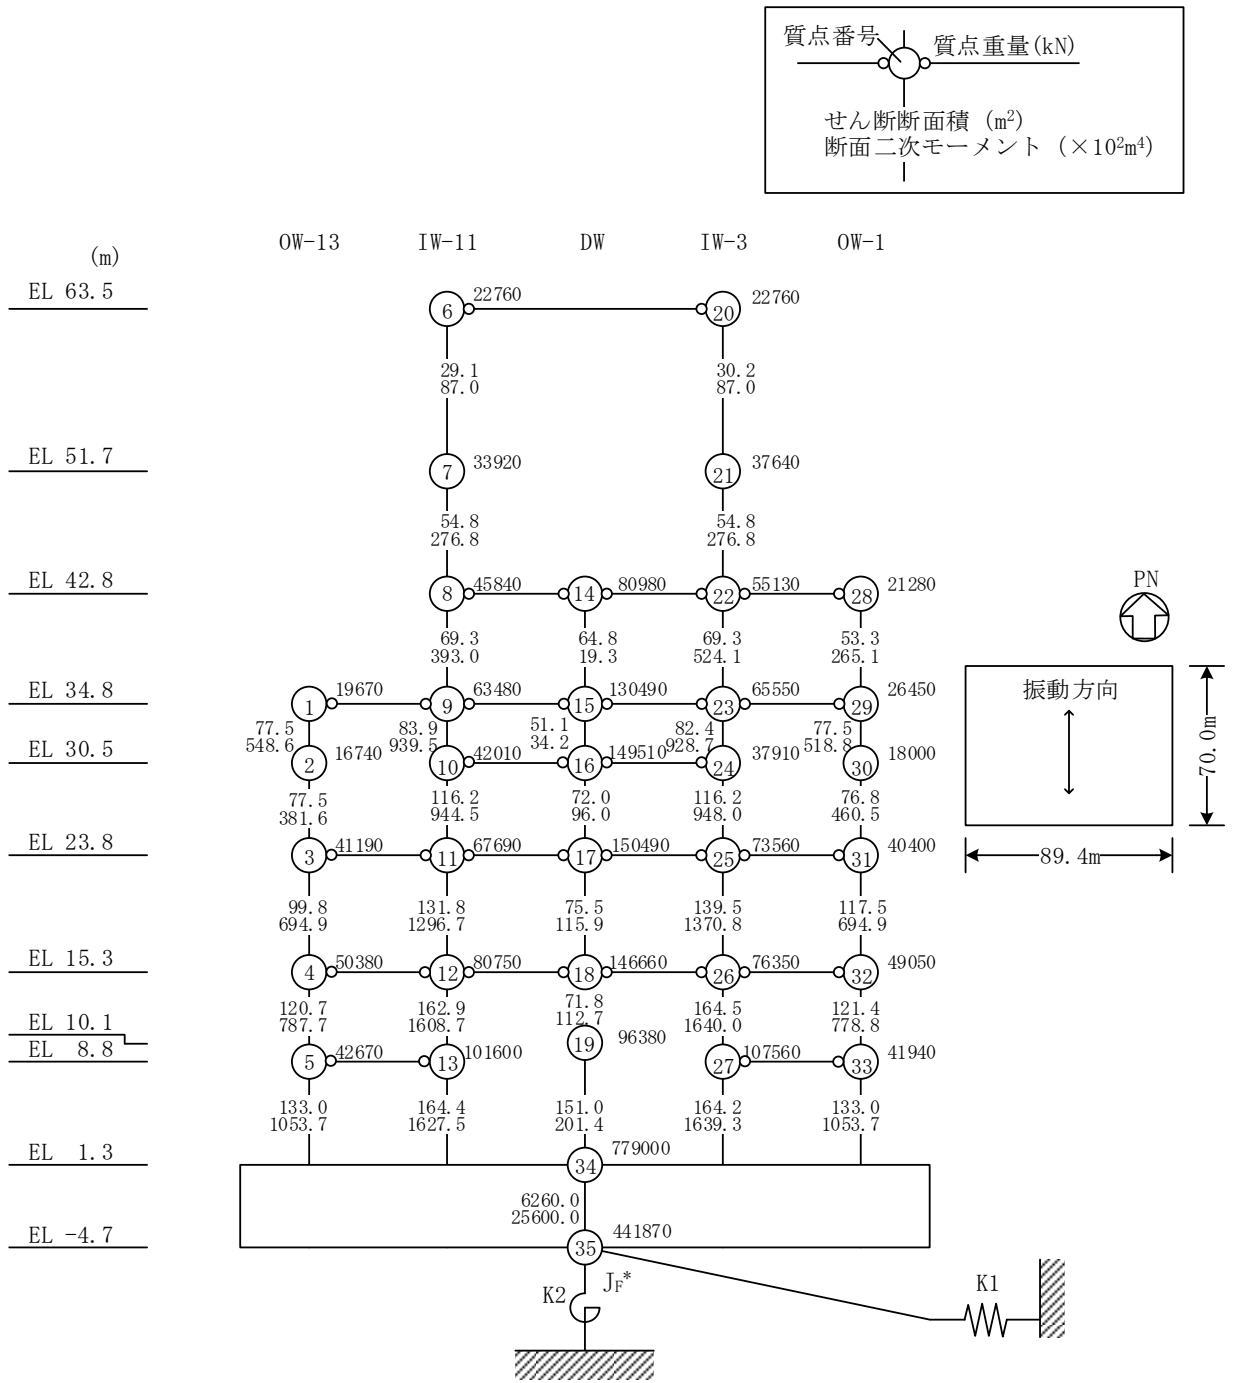 質点番号 質点重量(kN)
せん断断面積 (m²)
断面二次モーメント (×10²m⁴)
OW-13 IW-11 DW IW-3 OW-1
(m)
EL 63.5
6 22760 20 22760
29.1 30.2
87.0 87.0
EL 51.7
7 33920 21 37640
54.8 54.8
276.8 276.8
EL 42.8
8 45840 14 80980 22 55130 28 21280
69.3 64.8 69.3 53.3
393.0 19.3 524.1 265.1
EL 34.8
1 19670 9 63480 15 130490 23 65550 29 26450
77.5 83.9 51.1 82.4 77.5
548.6 939.5 34.2 928.7 518.8
EL 30.5
2 16740 10 42010 16 149510 24 37910 30 18000
77.5 116.2 72.0 116.2 76.8
381.6 944.5 96.0 948.0 460.5
EL 23.8
3 41190 11 67690 17 150490 25 73560 31 40400
99.8 131.8 75.5 139.5 117.5
694.9 1296.7 115.9 1370.8 694.9
EL 15.3
4 50380 12 80750 18 146660 26 76350 32 49050
120.7 162.9 71.8 164.5 121.4
787.7 1608.7 112.7 1640.0 778.8
EL 10.1
19 96380
EL 8.8
5 42670 13 101600 27 107560 33 41940
133.0 164.4 151.0 164.2 133.0
1053.7 1627.5 201.4 1639.3 1053.7
EL 1.3
34 779000
6260.0
25600.0
EL -4.7
35 441870
K2 J_F* K1
PN
振動方向
70.0m
89.4m